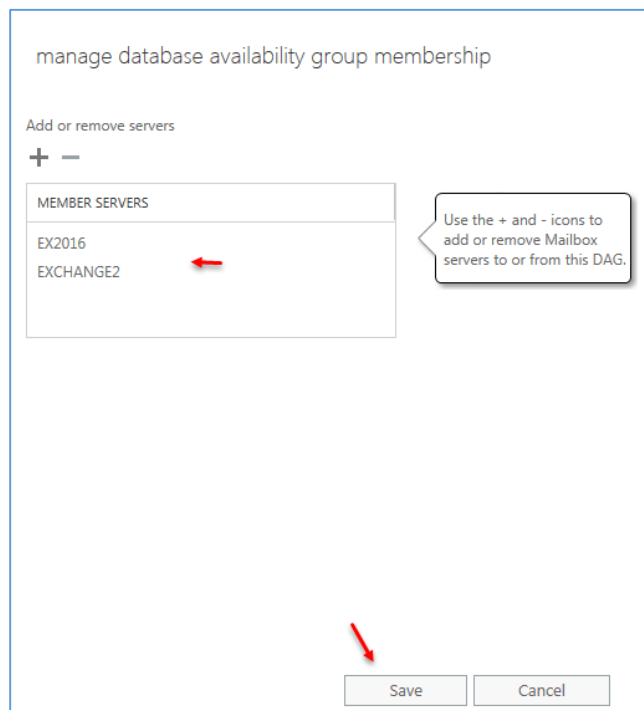 manage database availability group membership
Add or remove servers
MEMBER SERVERS
EX2016
EXCHANGE2
Use the + and - icons to
add or remove Mailbox
servers to or from this DAG.
Save
Cancel